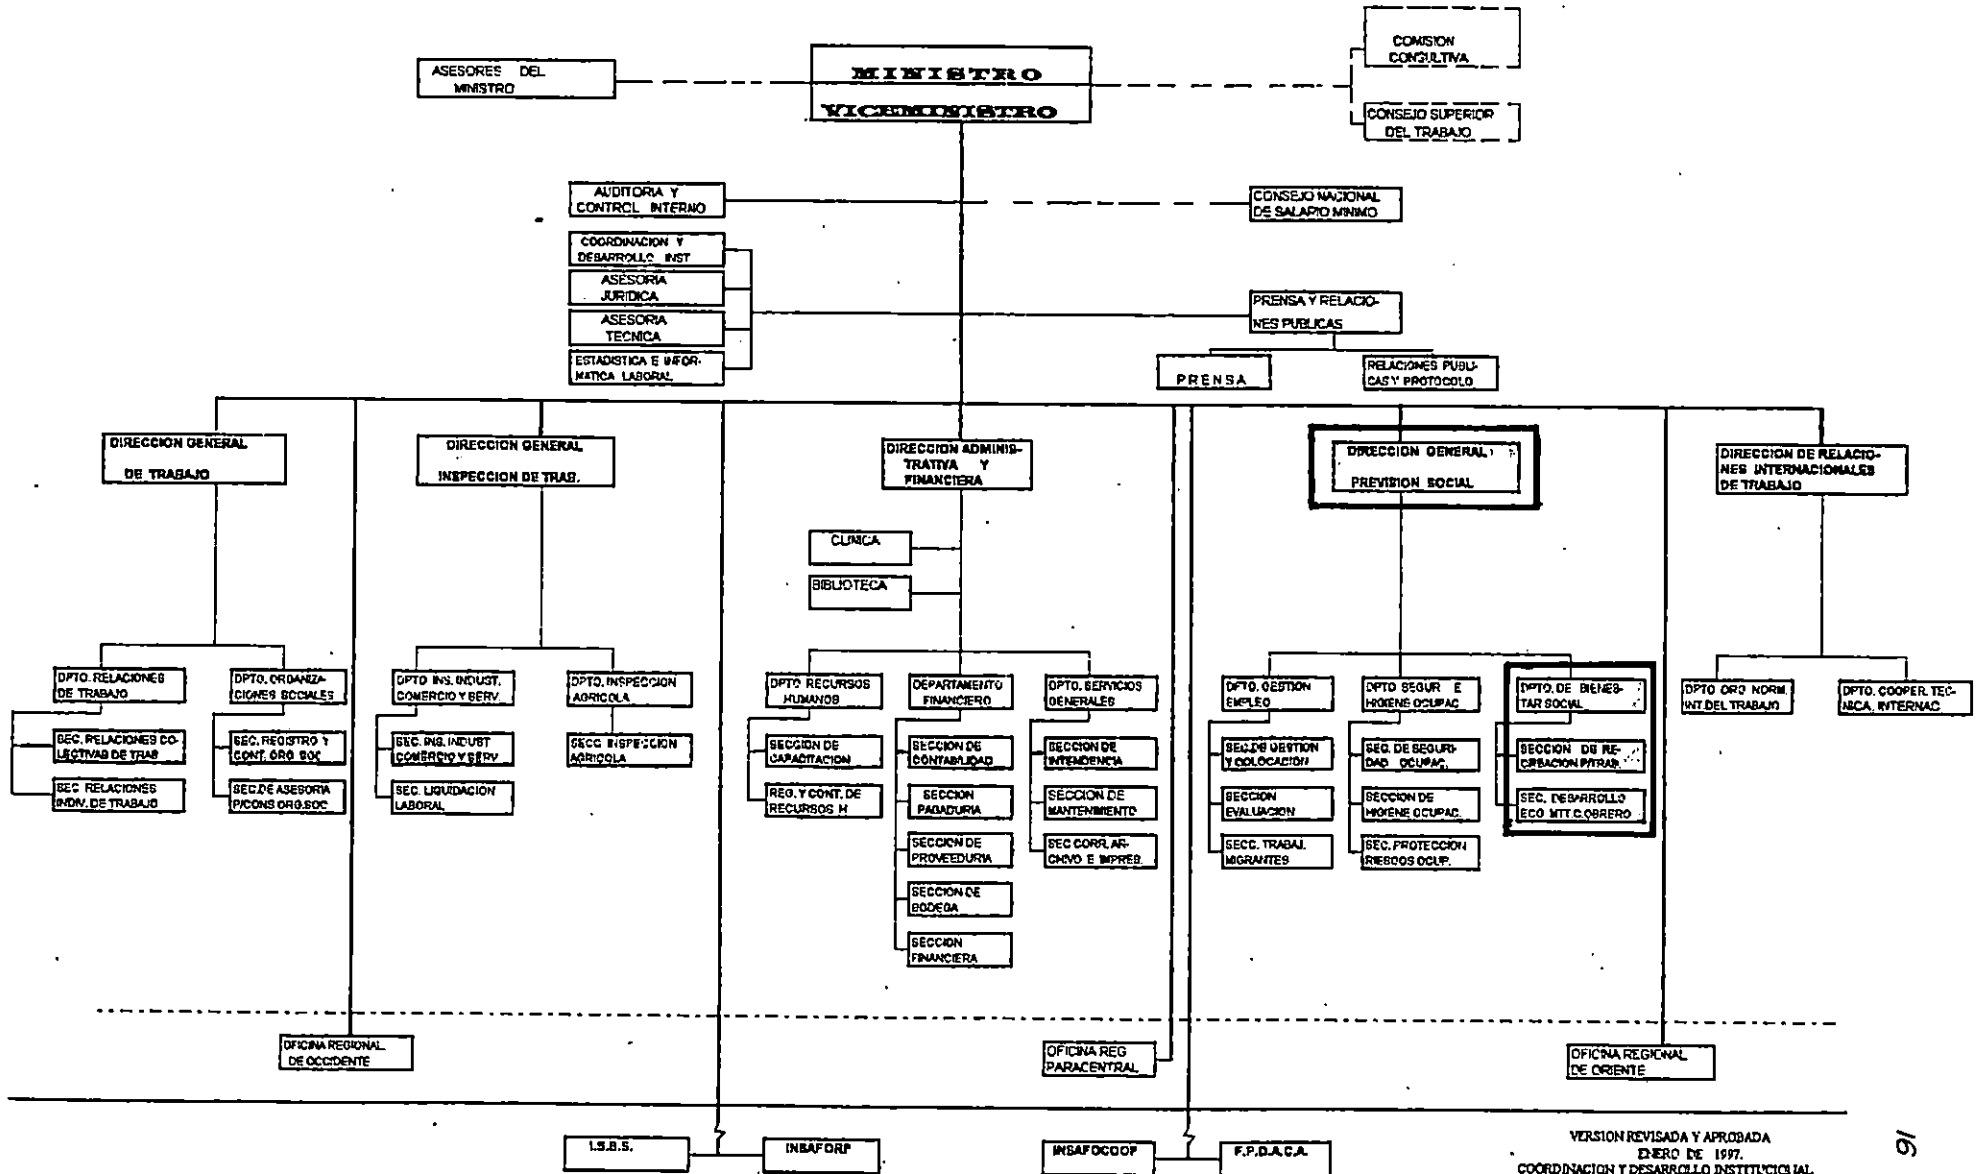 COMISION
CONSULTIVA
ASESORES DEL
MINISTRO
MINISTRO
VICEMINISTRO
CONSEJO SUPERIOR
DEL TRABAJO
AUDITORIA Y
CONTROL INTERNO
CONSEJO NACIONAL
DE SALARIO MINIMO
COORDINACION Y
DESARROLLO INST
ASESORIA
JURIDICA
ASESORIA
TECNICA
ESTADISTICA E INFOR-
MATICA LABORAL
PRENSA Y RELACIO-
NES PUBLICAS
PRENSA
RELACIONES PUBLI-
CAS Y PROTOCOLO
DIRECCION GENERAL
DE TRABAJO
DIRECCION GENERAL
INSPECCION DE TRAB.
DIRECCION ADMINIS-
TRATIVA Y
FINANCIERA
DIRECCION GENERAL
PREVISION SOCIAL
DIRECCION DE RELACIO-
NES INTERNACIONALES
DE TRABAJO
CLINICA
BIBLIOTECA
DPTO. RELACIONES
DE TRABAJO
SEC. RELACIONES CO-
LECTIVAS DE TRAB
SEC RELACIONES
INDIV. DE TRABAJO
DPTO. ORGANIZA-
CIONES SOCIALES
SEC. REGISTRO Y
CONT. ORG SOC
SEC. DE ASESORIA
P/CONS ORG.SOC
DPTO INS. INDUST.
COMERCIO Y SERV.
SEC. INS. INDUST
COMERCIO Y SERV
SEC. LIQUIDACION
LABORAL
DPTO. INSPECCION
AGRICOLA
SECC INSPECCION
AGRICOLA
DPTO RECURSOS
HUMANOS
SECCION DE
CAPACITACION
REG. Y CONT. DE
RECURSOS H
DEPARTAMENTO
FINANCIERO
SECCION DE
CONTABILIDAD
SECCION
PAGADURIA
SECCION DE
PROVEEDURIA
SECCION DE
BODEGA
SECCION
FINANCIERA
DPTO. SERVICIOS
GENERALES
SECCION DE
INTENDENCIA
SECCION DE
MANTENIMIENTO
SEC CORR, AR-
CHIVO E IMPRES.
DPTO. GESTION
EMPLEO
SEC. DE GESTION
Y COLOCACION
SECCION
EVALUACION
SECC. TRABAJ.
MIGRANTES
DPTO SEGUR E
HIGIENE OCUPAC
SEC. DE SEGURI-
DAD OCUPAC.
SECCION DE
HIGIENE OCUPAC.
SEC. PROTECCION
RIESGOS OCUP.
DPTO. DE BIENES-
TAR SOCIAL
SECCION DE RE-
CREACION P/TRAB.
SEC. DESARROLLO
ECO MTT.C.OBRERO
DPTO ORG NORM.
INT.DEL TRABAJO
DPTO. COOPER. TEC-
NICA, INTERNAC
OFICINA REGIONAL
DE OCCIDENTE
OFICINA REG
PARACENTRAL
OFICINA REGIONAL
DE ORIENTE
I.S.S.S.
INSAFORP
INSAFOCOOP
F.P.D.A.C.A.
VERSION REVISADA Y APROBADA
ENERO DE 1997.
COORDINACION Y DESARROLLO INSTITUCIONAL
16